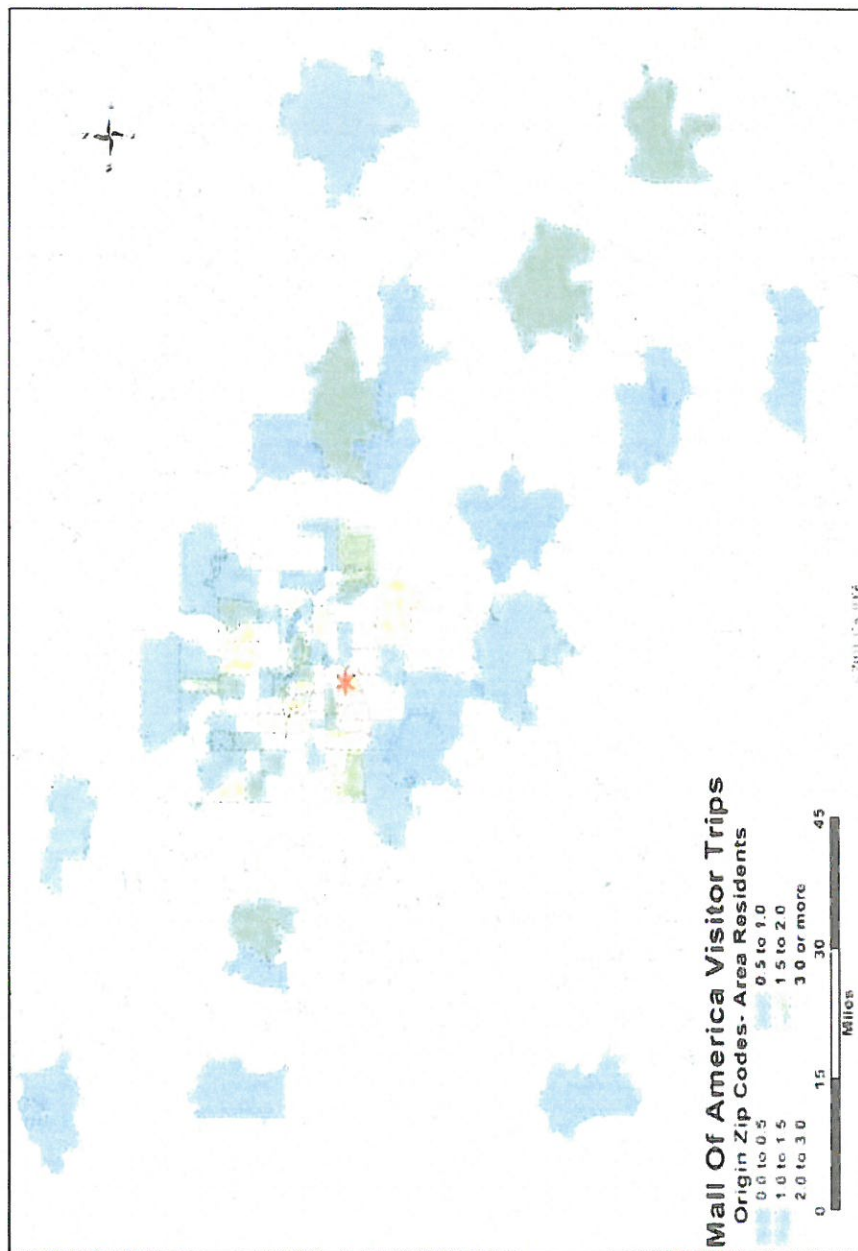 Mall Of America Visitor Trips
Origin Zip Codes- Area Residents
0.0 to 0.5 0.5 to 1.0
1.0 to 1.5 1.5 to 2.0
2.0 to 3.0 3.0 or more
0 15 30 45
Miles